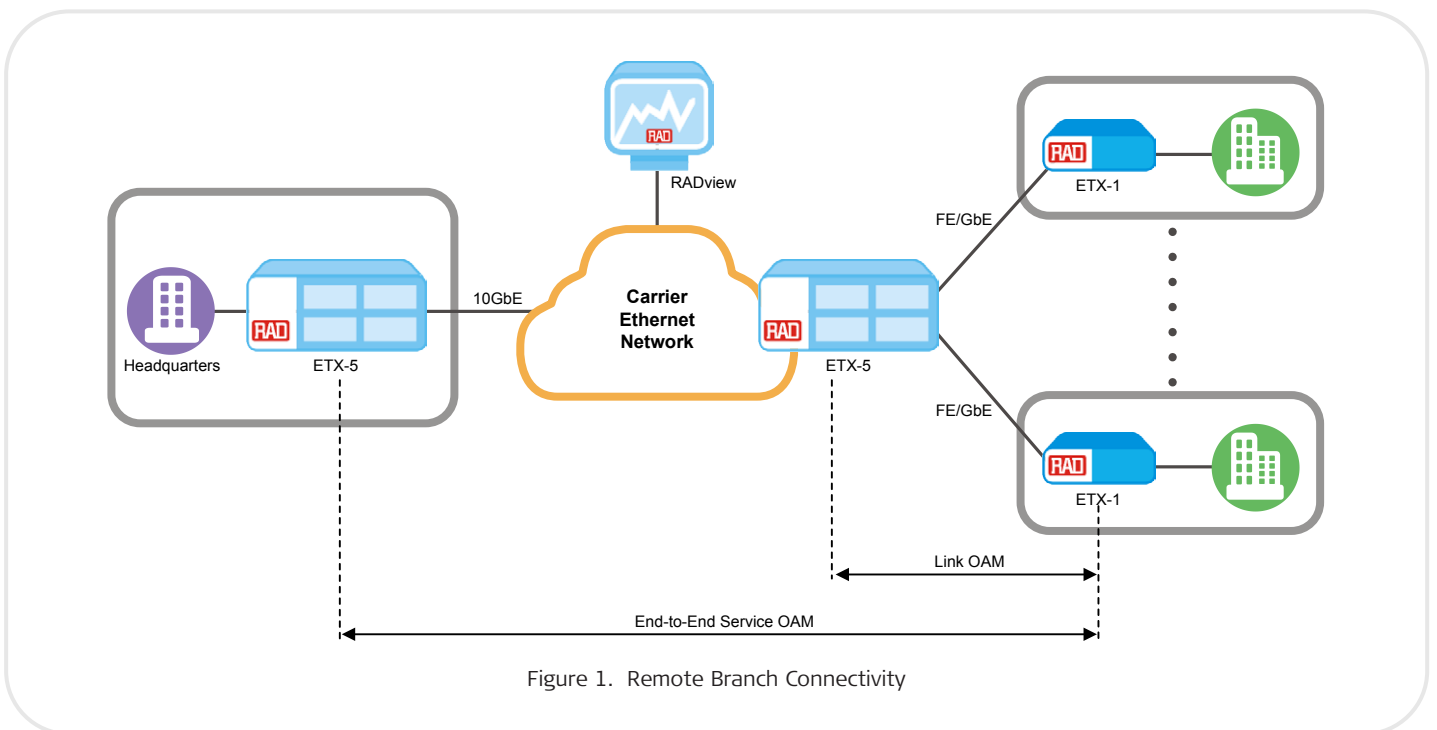 RAD
RADview
RAD
ETX-1
FE/GbE
Headquarters
RAD
ETX-5
10GbE
Carrier
Ethernet
Network
RAD
ETX-5
FE/GbE
RAD
ETX-1
Link OAM
End-to-End Service OAM
Figure 1. Remote Branch Connectivity